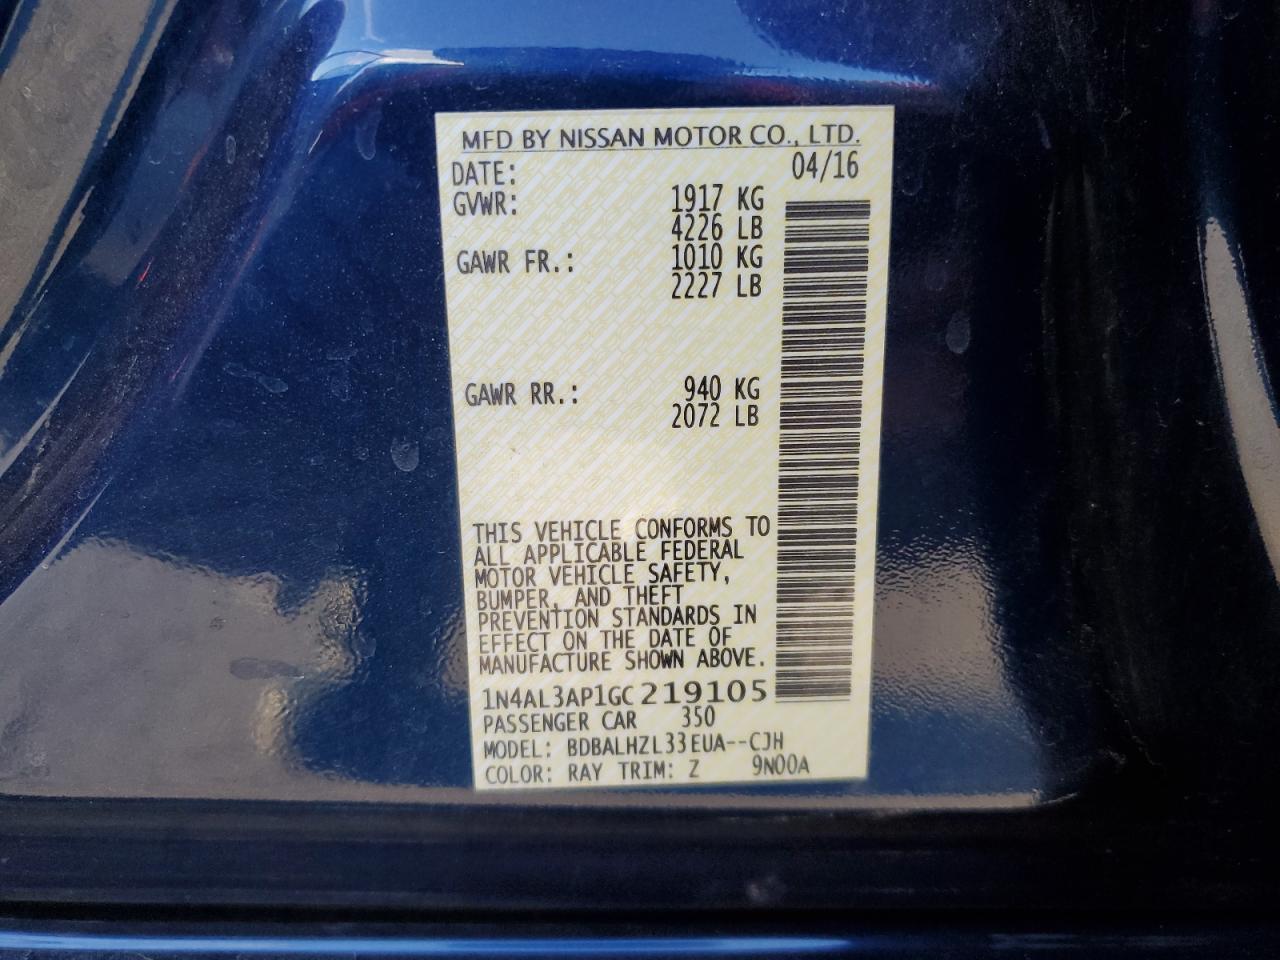 MFD BY NISSAN MOTOR CO., LTD.
DATE: 04/16
GVWR: 1917 KG
4226 LB
GAWR FR.: 1010 KG
2227 LB
GAWR RR.: 940 KG
2072 LB
THIS VEHICLE CONFORMS TO
ALL APPLICABLE FEDERAL
MOTOR VEHICLE SAFETY,
BUMPER, AND THEFT
PREVENTION STANDARDS IN
EFFECT ON THE DATE OF
MANUFACTURE SHOWN ABOVE.
1N4AL3AP1GC219105
PASSENGER CAR 350
MODEL: BDBALHZL33EUA--CJH
COLOR: RAY TRIM: Z 9N00A